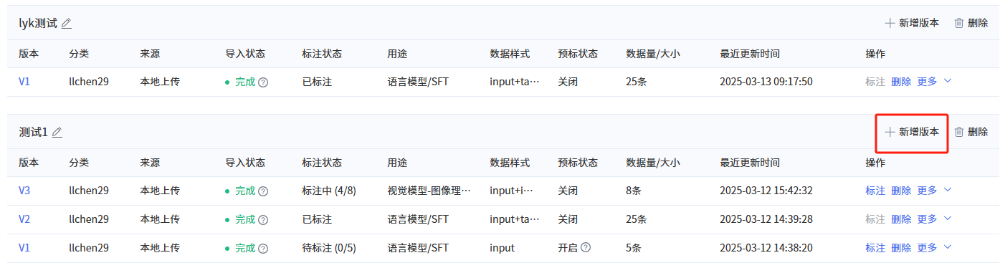 lyk测试 新增版本 删除
版本 分类 来源 导入状态 标注状态 用途 数据样式 预标状态 数据量/大小 最近更新时间 操作
V1 llchen29 本地上传 完成 已标注 语言模型/SFT input+ta… 关闭 25条 2025-03-13 09:17:50 标注 删除 更多
测试1 新增版本 删除
版本 分类 来源 导入状态 标注状态 用途 数据样式 预标状态 数据量/大小 最近更新时间 操作
V3 llchen29 本地上传 完成 标注中 (4/8) 视觉模型-图像理… input+i… 关闭 8条 2025-03-12 15:42:32 标注 删除 更多
V2 llchen29 本地上传 完成 已标注 语言模型/SFT input+ta… 关闭 25条 2025-03-12 14:39:28 标注 删除 更多
V1 llchen29 本地上传 完成 待标注 (0/5) 语言模型/SFT input 开启 5条 2025-03-12 14:38:20 标注 删除 更多